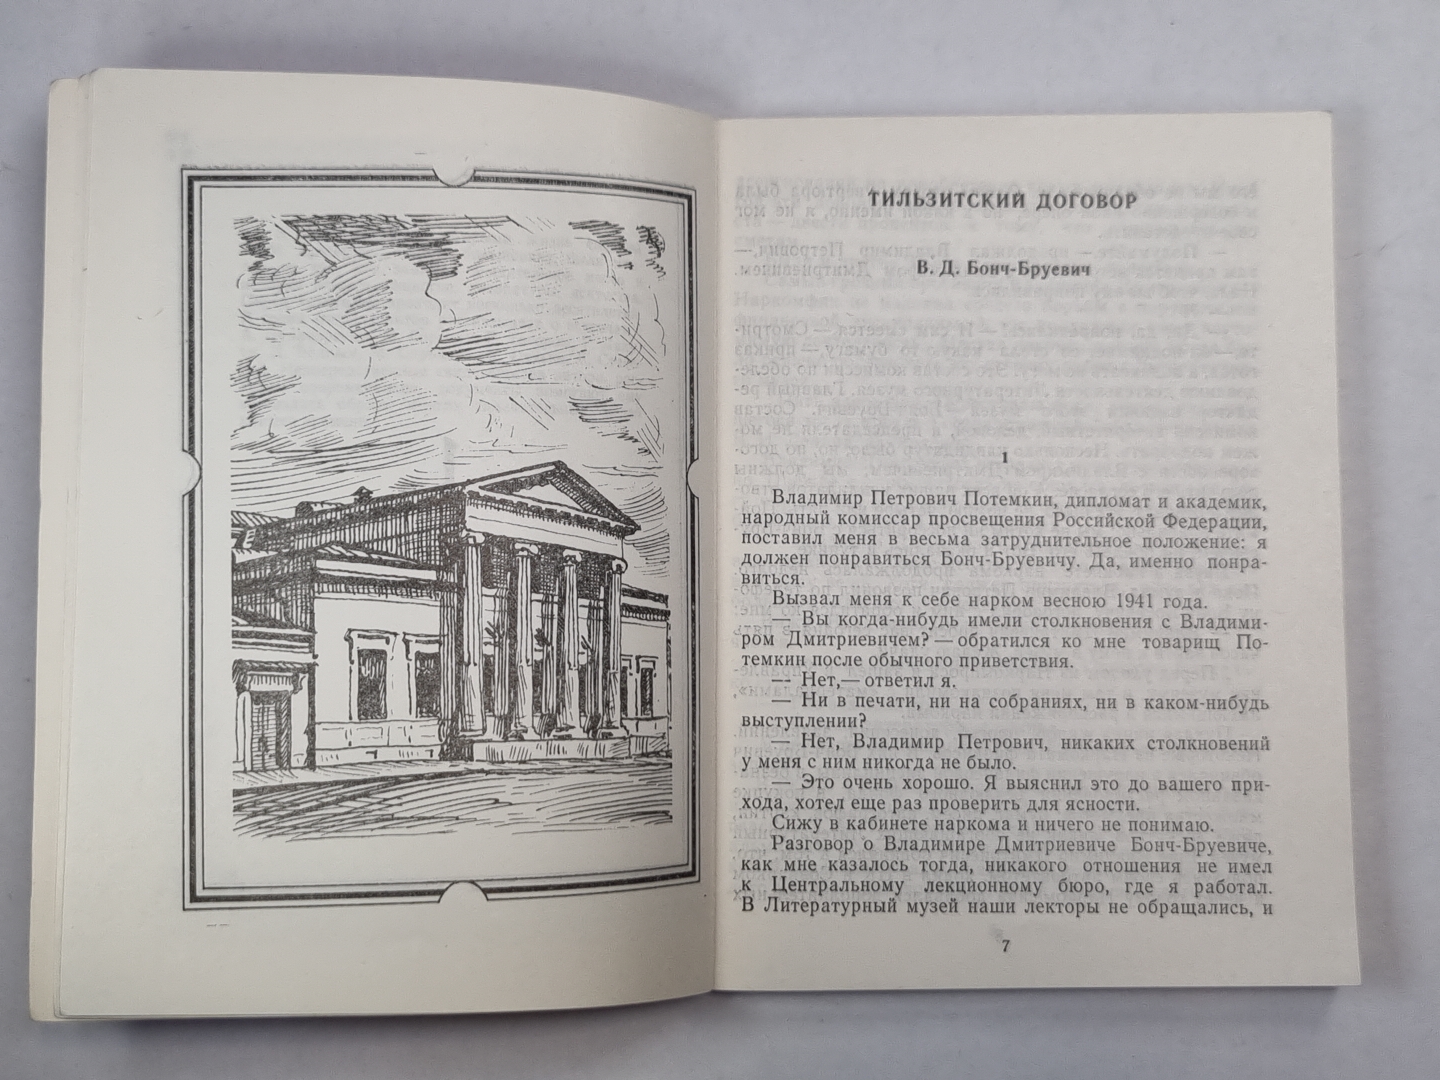 ТИЛЬЗИТСКИЙ ДОГОВОР
В. Д. Бонч-Бруевич
1
Владимир Петрович Потемкин, дипломат и академик,
народный комиссар просвещения Российской Федерации,
поставил меня в весьма затруднительное положение: я
должен понравиться Бонч-Бруевичу. Да, именно понра-
виться.
Вызвал меня к себе нарком весною 1941 года.
— Вы когда-нибудь имели столкновения с Владими-
ром Дмитриевичем? — обратился ко мне товарищ По-
темкин после обычного приветствия.
— Нет,— ответил я.
— Ни в печати, ни на собраниях, ни в каком-нибудь
выступлении?
— Нет, Владимир Петрович, никаких столкновений
у меня с ним никогда не было.
— Это очень хорошо. Я выяснил это до вашего при-
хода, хотел еще раз проверить для ясности.
Сижу в кабинете наркома и ничего не понимаю.
Разговор о Владимире Дмитриевиче Бонч-Бруевиче,
как мне казалось тогда, никакого отношения не имел
к Центральному лекционному бюро, где я работал.
В Литературный музей наши лекторы не обращались, и
7